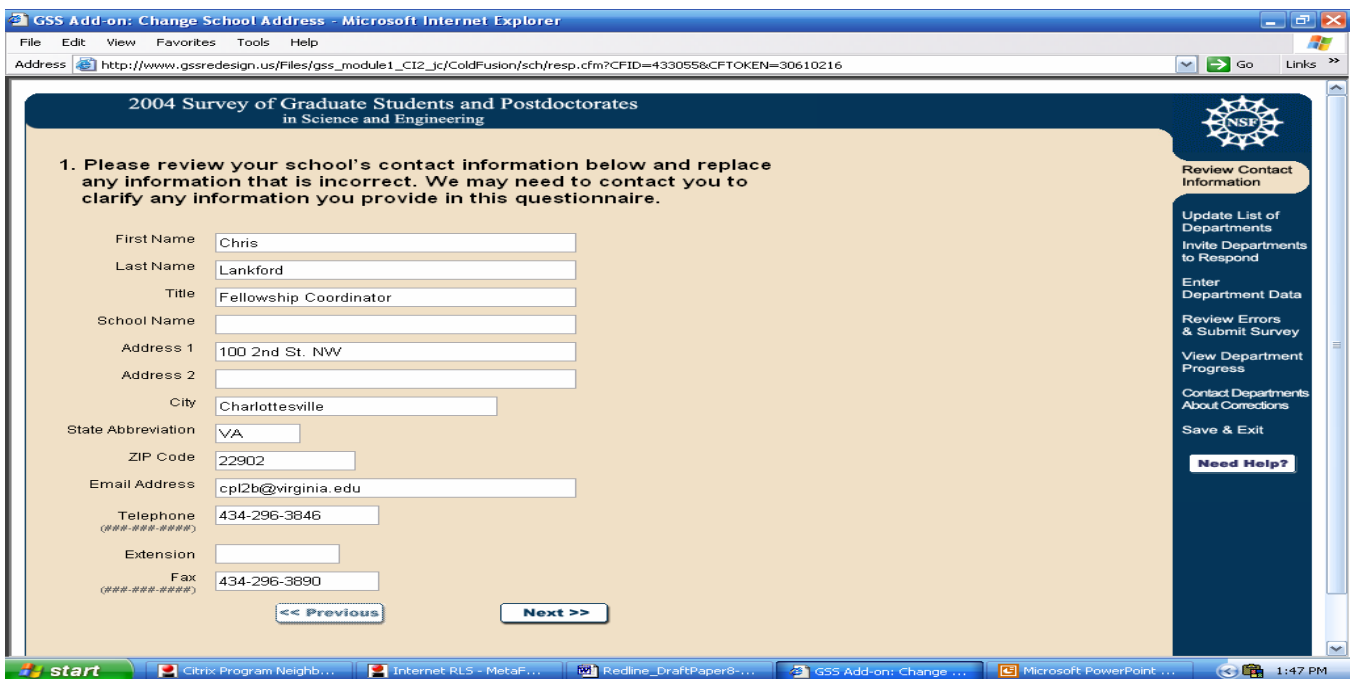 GSS Add-on: Change School Address - Microsoft Internet Explorer
File Edit View Favorites Tools Help
Address http://www.gssredesign.us/Files/gss_module1_CI2_jc/ColdFusion/sch/resp.cfm?CFID=433055&CFTOKEN=30610216 Go Links »
2004 Survey of Graduate Students and Postdoctorates
in Science and Engineering
NSF
1. Please review your school's contact information below and replace
any information that is incorrect. We may need to contact you to
clarify any information you provide in this questionnaire.
First Name Chris
Last Name Lankford
Title Fellowship Coordinator
School Name
Address 1 100 2nd St. NW
Address 2
City Charlottesville
State Abbreviation VA
ZIP Code 22902
Email Address cpl2b@virginia.edu
Telephone 434-296-3846
(###-###-####)
Extension
Fax 434-296-3890
(###-###-####)
<< Previous Next >>
Review Contact
Information
Update List of
Departments
Invite Departments
to Respond
Enter
Department Data
Review Errors
& Submit Survey
View Department
Progress
Contact Departments
About Corrections
Save & Exit
Need Help?
start Citrix Program Neighb... Internet RLS - MetaF... Redline_DraftPaper8-... GSS Add-on: Change ... Microsoft PowerPoint ... 1:47 PM